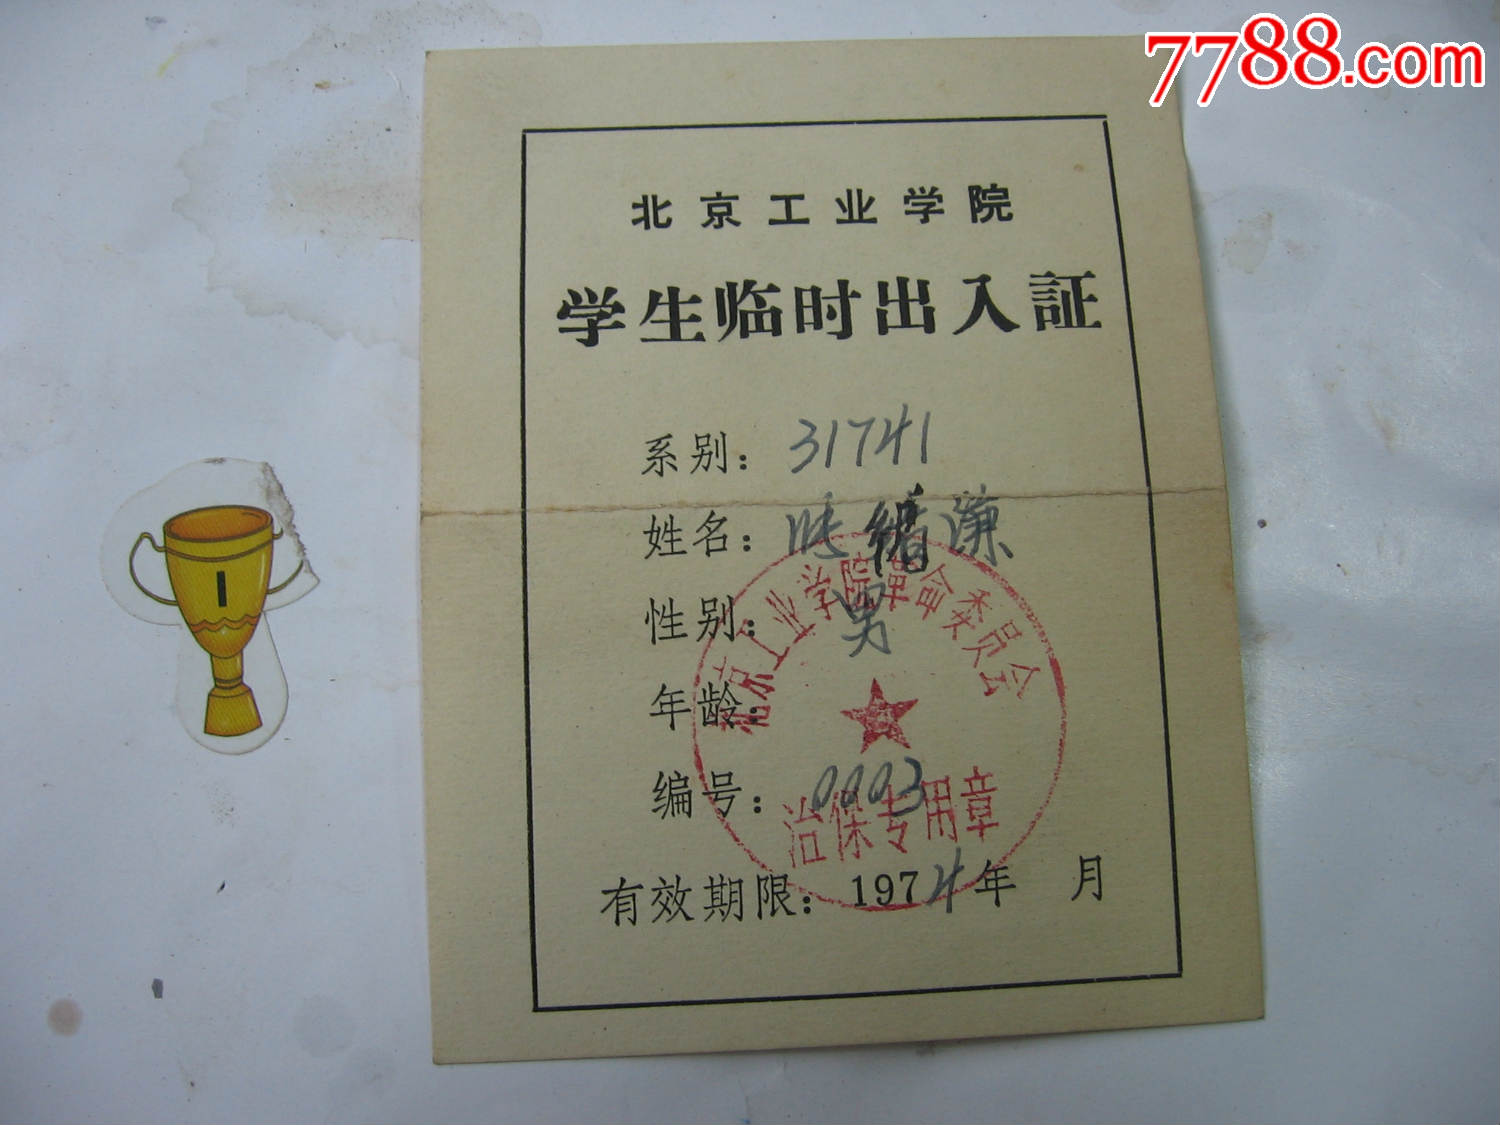 7788.com
北京工业学院
学生临时出入証
系别：31741
姓名：
性别：男
年龄：
编号：0003
有效期限：1974年 月
北京工业学院革命委员会
治保专用章
1